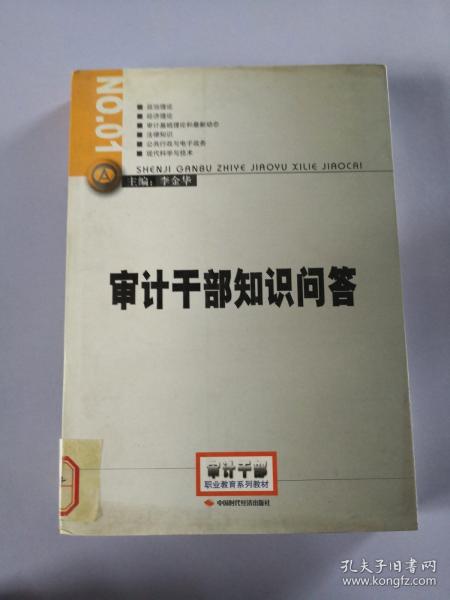 NO.01
■ 政治理论
■ 经济理论
■ 审计基础理论和最新动态
■ 法律知识
■ 公共行政与电子政务
■ 现代科学与技术
SHENJI GANBU ZHIYE JIAOYU XILIE JIAOCAI
主编：李金华
审计干部知识问答
审计干部
职业教育系列教材
中国时代经济出版社
孔夫子旧书网
www.kongfz.com